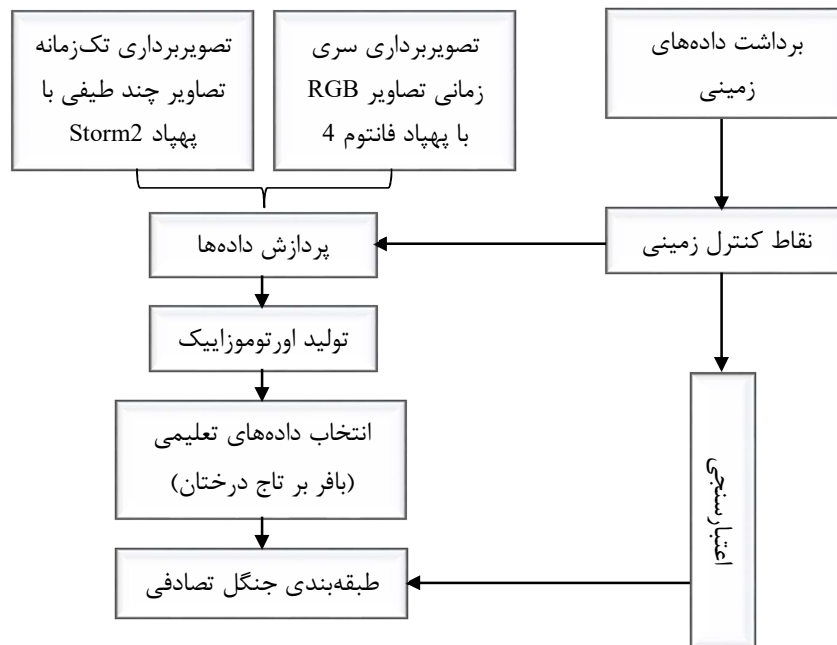 برداشت داده‌های
زمینی
تصویربرداری سری
زمانی تصاویر RGB
با پهپاد فانتوم 4
تصویربرداری تک‌زمانه
تصاویر چند طیفی با
پهپاد Storm2
نقاط کنترل زمینی
پردازش داده‌ها
تولید اورتوموزاییک
انتخاب داده‌های تعلیمی
(بافر بر تاج درختان)
اعتبارسنجی
طبقه‌بندی جنگل تصادفی